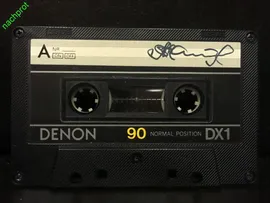 nachprot
A
DENON 90 NORMAL POSITION DX1